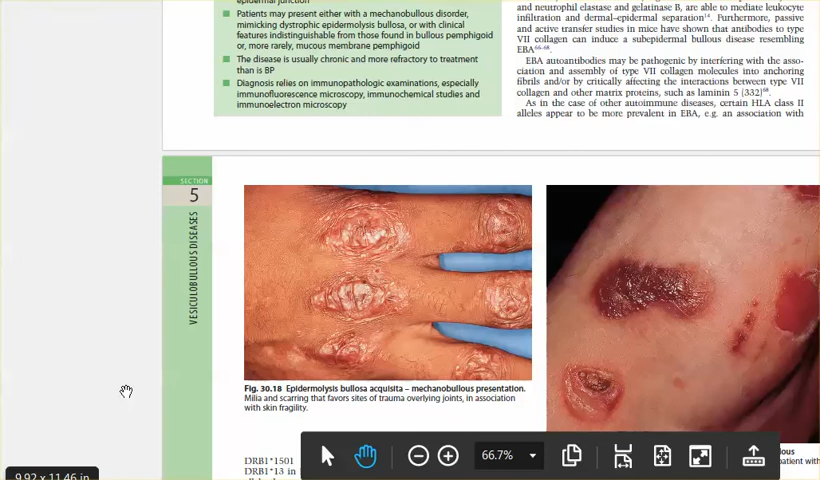 epidermal junction
Patients may present either with a mechanobullous disorder,
mimicking dystrophic epidermolysis bullosa, or with clinical
features indistinguishable from those found in bullous pemphigoid
or, more rarely, mucous membrane pemphigoid
The disease is usually chronic and more refractory to treatment
than is BP
Diagnosis relies on immunopathologic examinations, especially
immunofluorescence microscopy, immunochemical studies and
immunoelectron microscopy
and neutrophil elastase and gelatinase B, are able to mediate leukocyte
infiltration and dermal–epidermal separation14. Furthermore, passive
and active transfer studies in mice have shown that antibodies to type
VII collagen can induce a subepidermal bullous disease resembling
EBA66–68.
EBA autoantibodies may be pathogenic by interfering with the asso-
ciation and assembly of type VII collagen molecules into anchoring
fibrils and/or by critically affecting the interactions between type VII
collagen and other matrix proteins, such as laminin 5 (332)68.
As in the case of other autoimmune diseases, certain HLA class II
alleles appear to be more prevalent in EBA, e.g. an association with
SECTION
5
VESICULOBULLOUS DISEASES
Fig. 30.18 Epidermolysis bullosa acquisita – mechanobullous presentation.
Milia and scarring that favors sites of trauma overlying joints, in association
with skin fragility.
lous
patient with
DRB1*1501
DRB1*13 in
66.7%
9.92 x 11.46 in